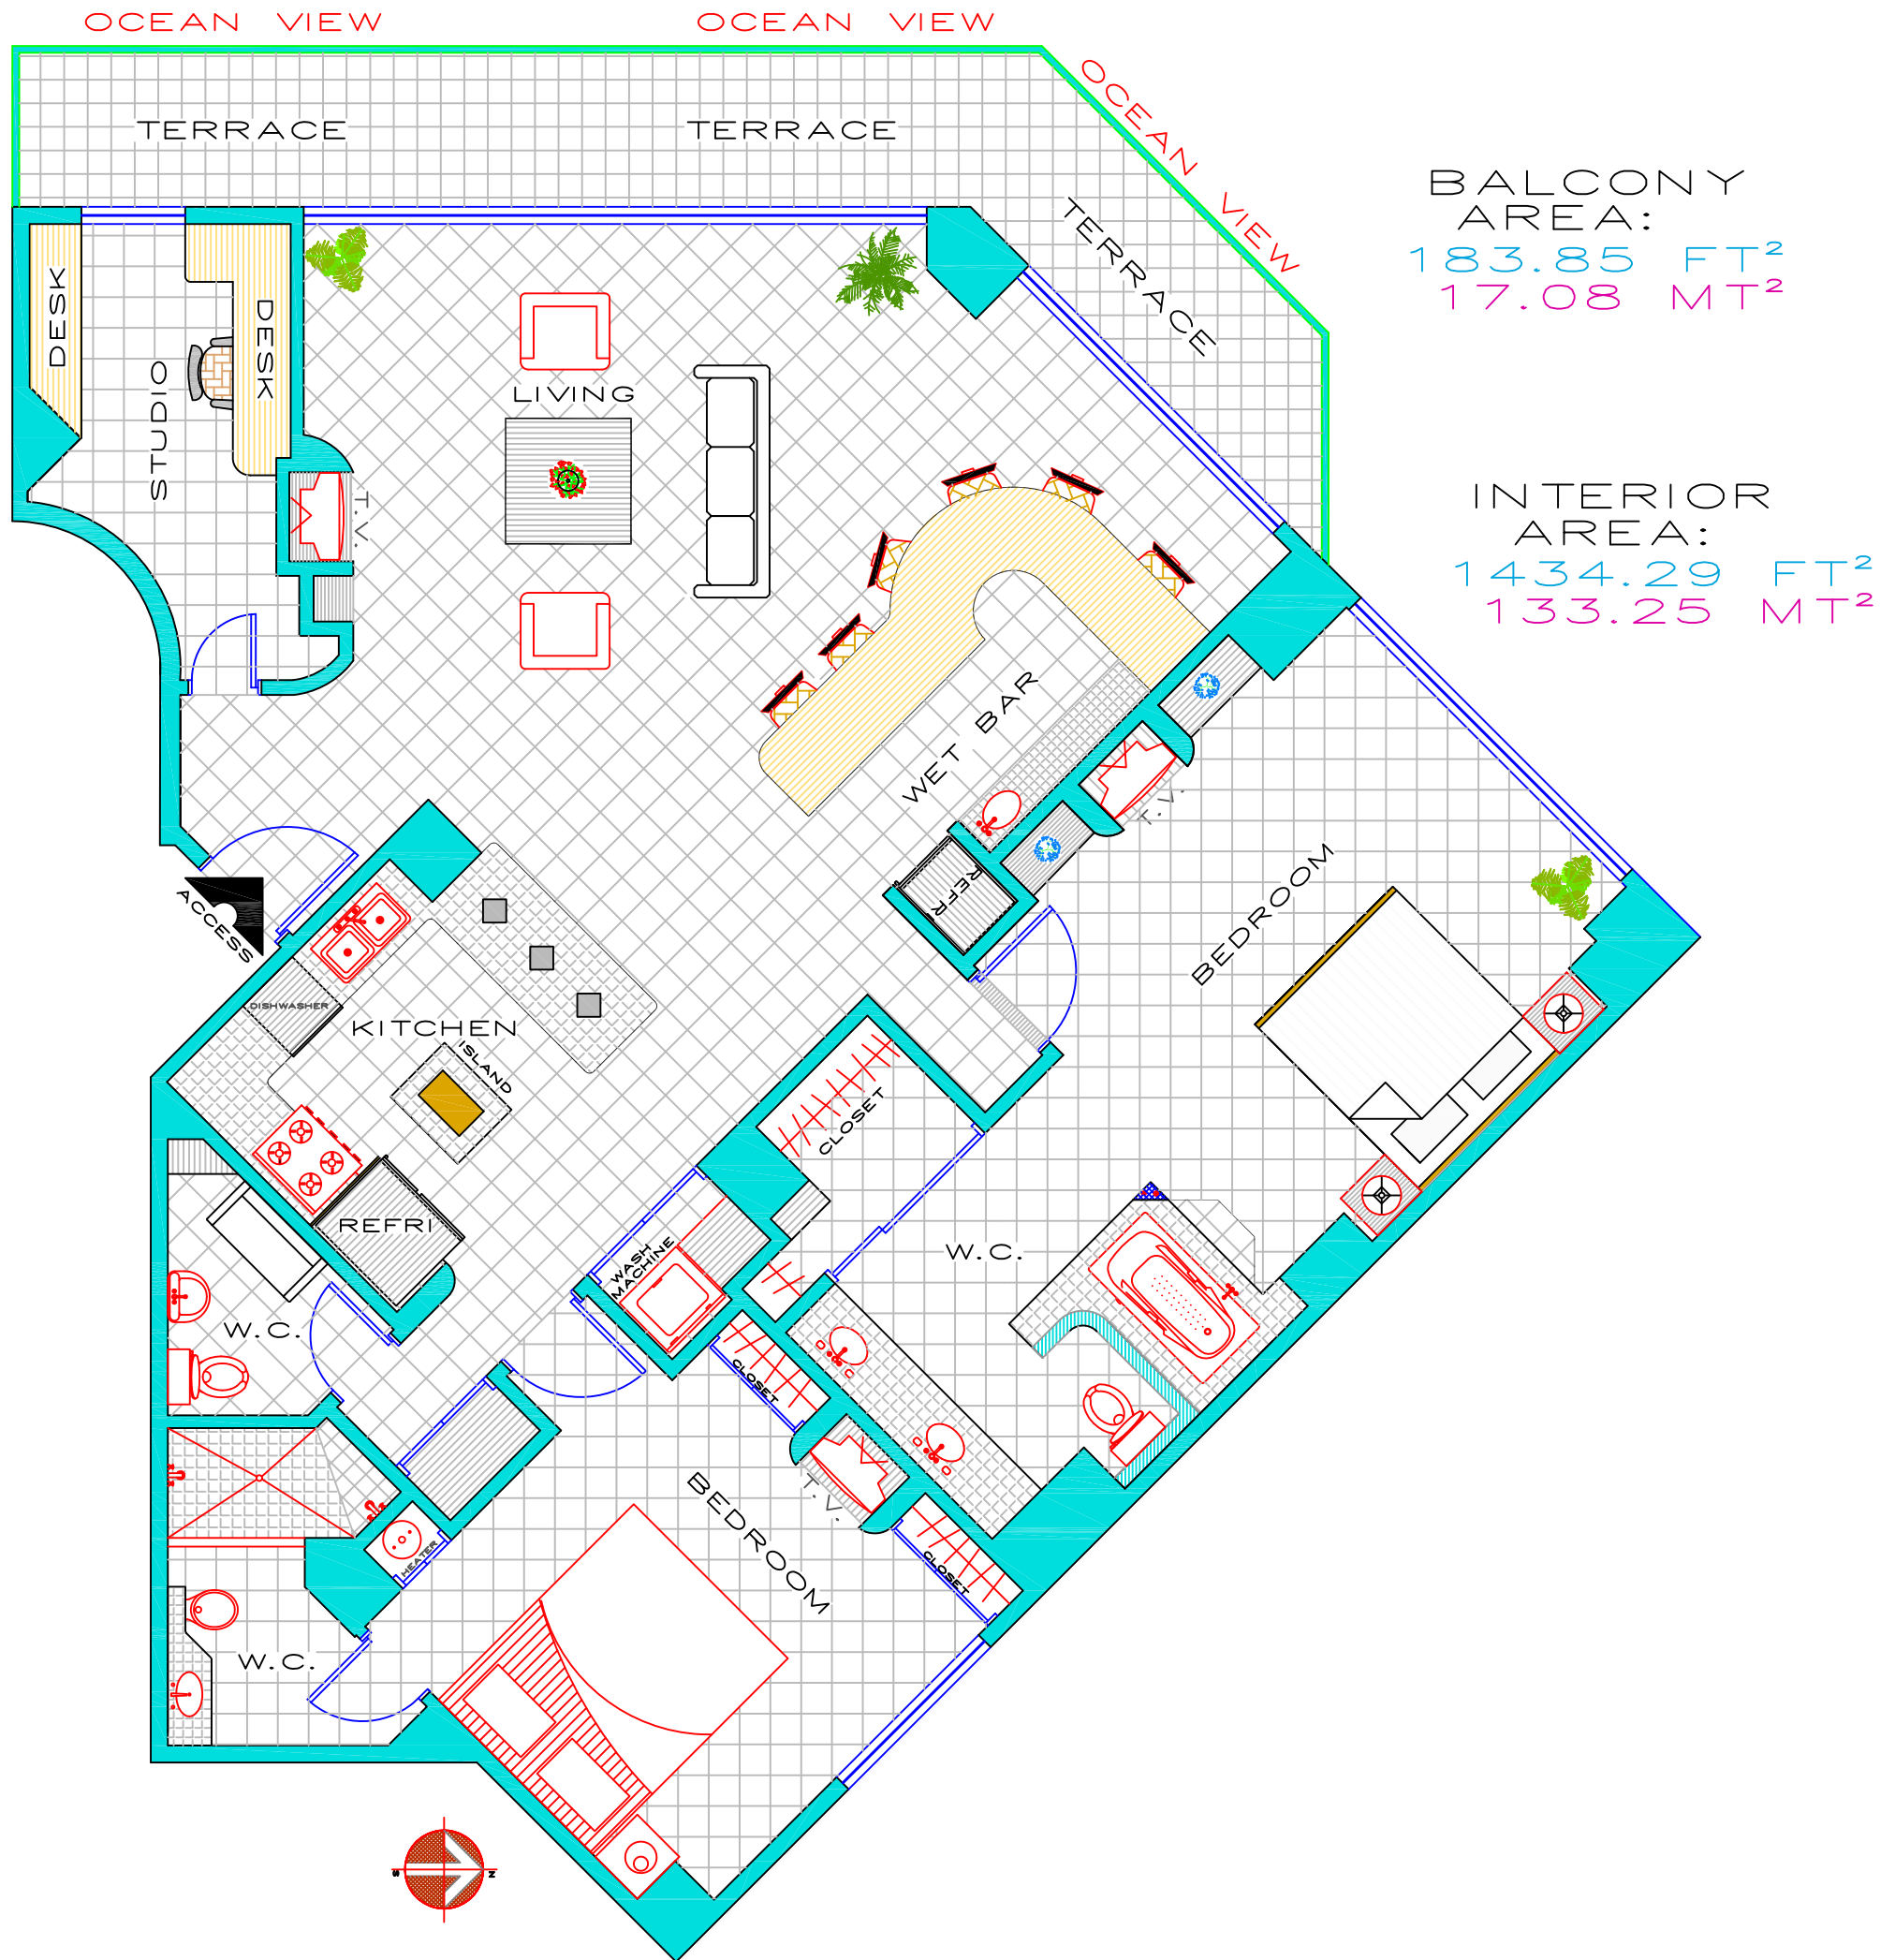 OCEAN VIEW
OCEAN VIEW
OCEAN VIEW
TERRACE
TERRACE
TERRACE
BALCONY
AREA:
183.85 FT²
17.08 MT²
DESK
DESK
STUDIO
LIVING
T.V.
INTERIOR
AREA:
1434.29 FT²
133.25 MT²
WET BAR
T.V.
REFR
BEDROOM
ACCESS
DISHWASHER
KITCHEN
ISLAND
CLOSET
REFRI
WASH
MACHINE
W.C.
W.C.
CLOSET
BEDROOM
T.V.
CLOSET
HEATER
W.C.
S
N